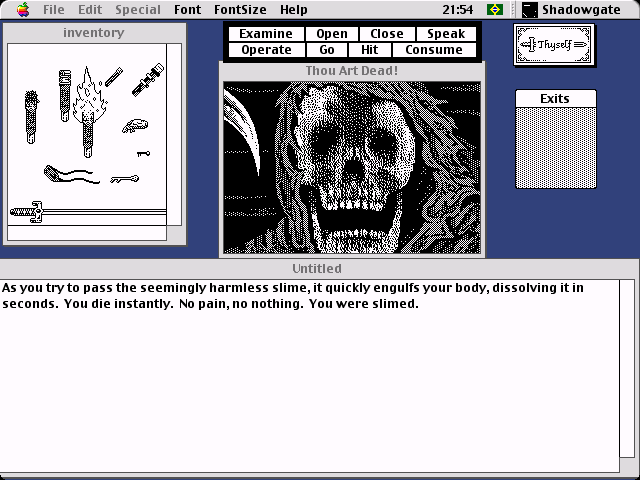 File Edit Special Font FontSize Help 21:54 Shadowgate
inventory
Examine Open Close Speak
Operate Go Hit Consume
Thyself
Thou Art Dead!
Exits
Untitled
As you try to pass the seemingly harmless slime, it quickly engulfs your body, dissolving it in
seconds. You die instantly. No pain, no nothing. You were slimed.